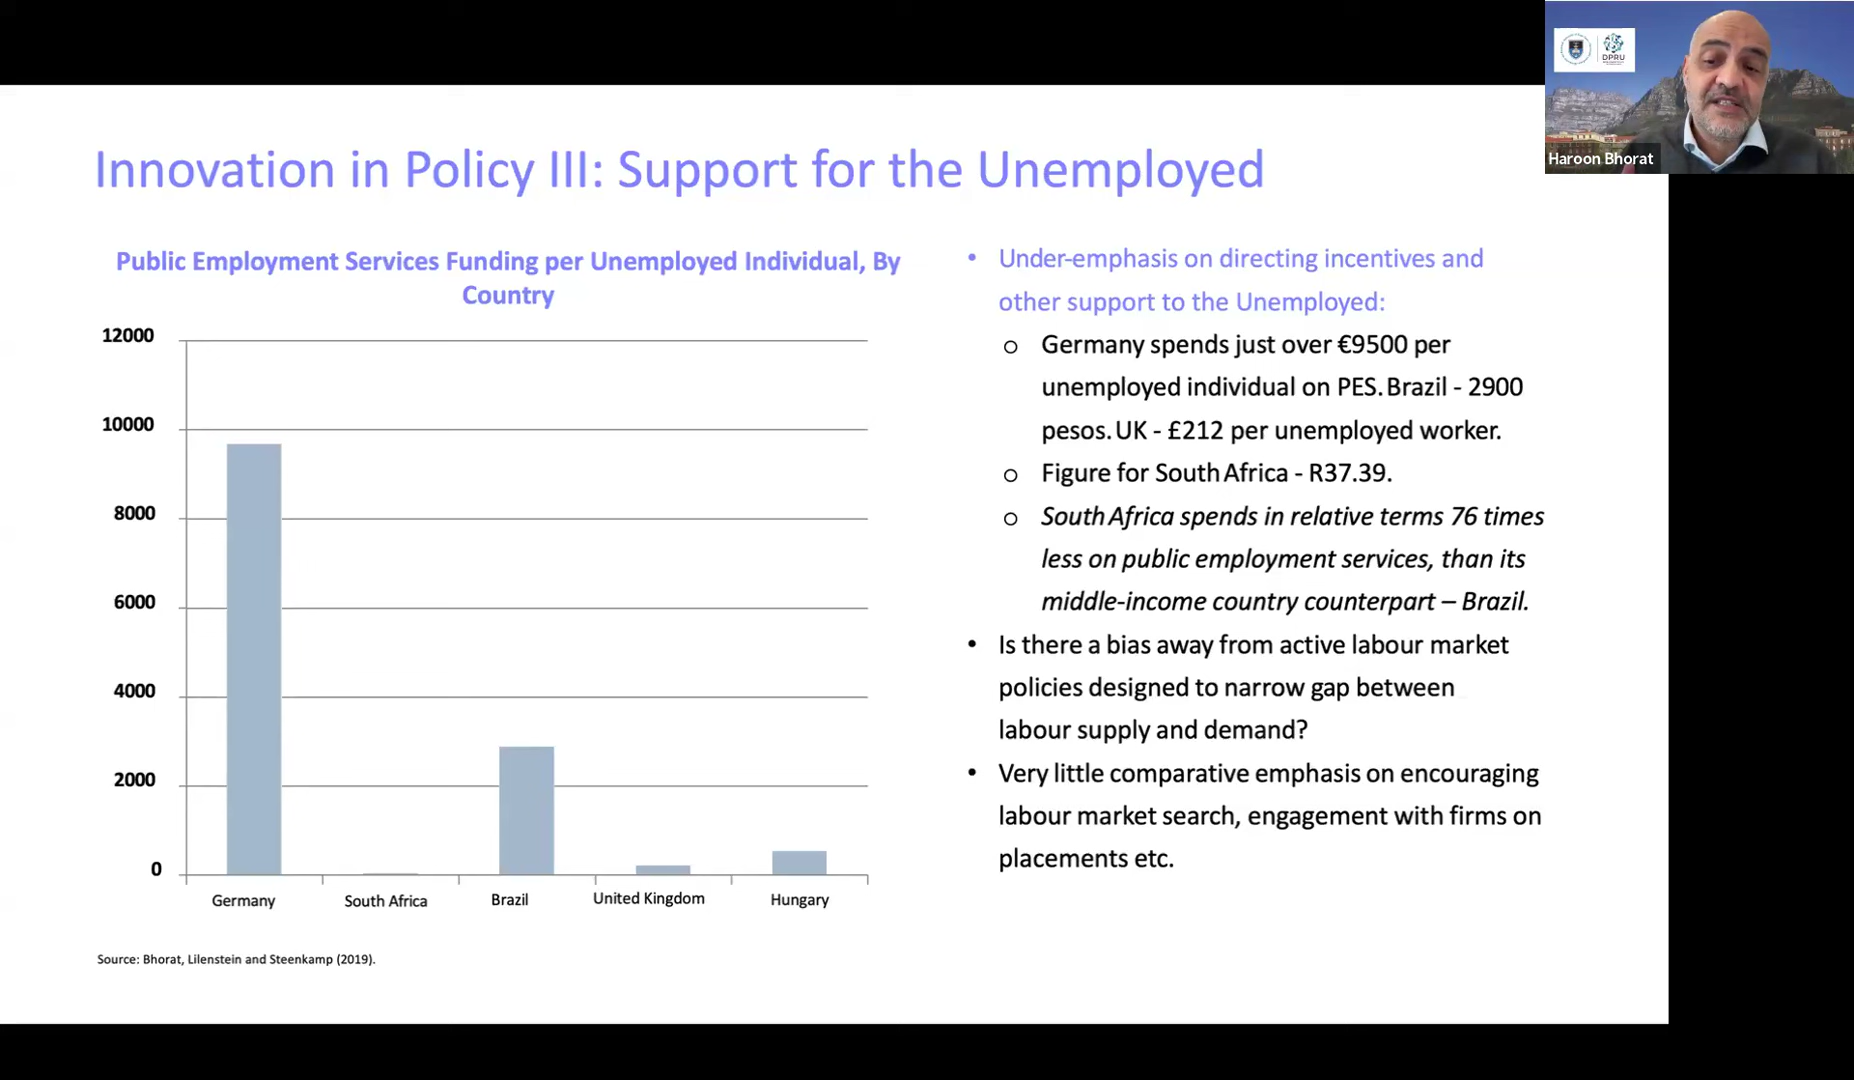 DPRU
Haroon Bhorat
Innovation in Policy III: Support for the Unemployed
Public Employment Services Funding per Unemployed Individual, By
Country
12000
10000
8000
6000
4000
2000
0
Germany
South Africa
Brazil
United Kingdom
Hungary
Source: Bhorat, Lilenstein and Steenkamp (2019).
• Under-emphasis on directing incentives and
other support to the Unemployed:
o Germany spends just over €9500 per
unemployed individual on PES. Brazil - 2900
pesos. UK - £212 per unemployed worker.
o Figure for South Africa - R37.39.
o South Africa spends in relative terms 76 times
less on public employment services, than its
middle-income country counterpart – Brazil.
• Is there a bias away from active labour market
policies designed to narrow gap between
labour supply and demand?
• Very little comparative emphasis on encouraging
labour market search, engagement with firms on
placements etc.